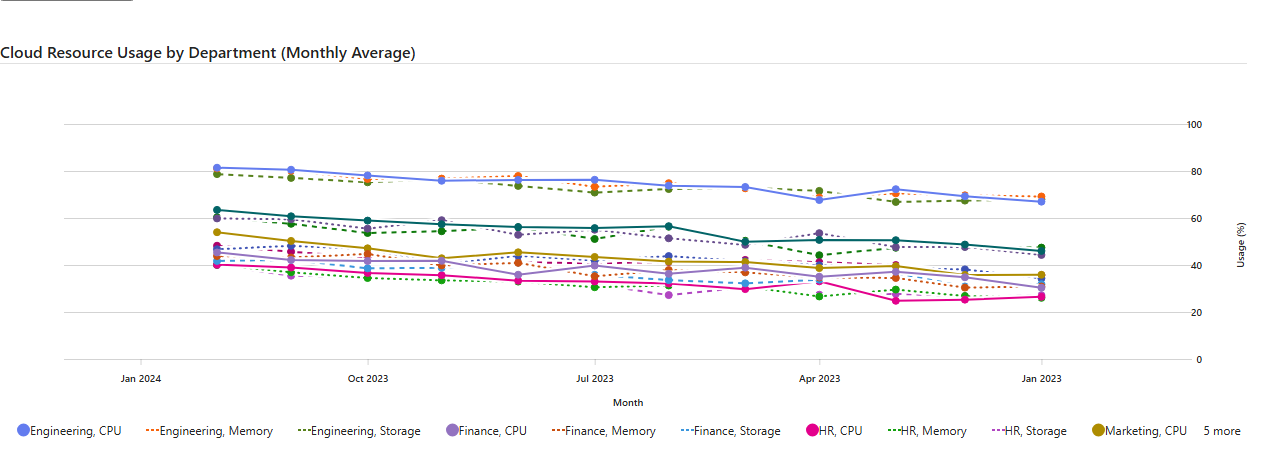 Cloud Resource Usage by Department (Monthly Average)
100
80
60
40
20
0
Usage (%)
Jan 2024 Oct 2023 Jul 2023 Apr 2023 Jan 2023
Month
Engineering, CPU Engineering, Memory Engineering, Storage Finance, CPU Finance, Memory Finance, Storage HR, CPU HR, Memory HR, Storage Marketing, CPU 5 more